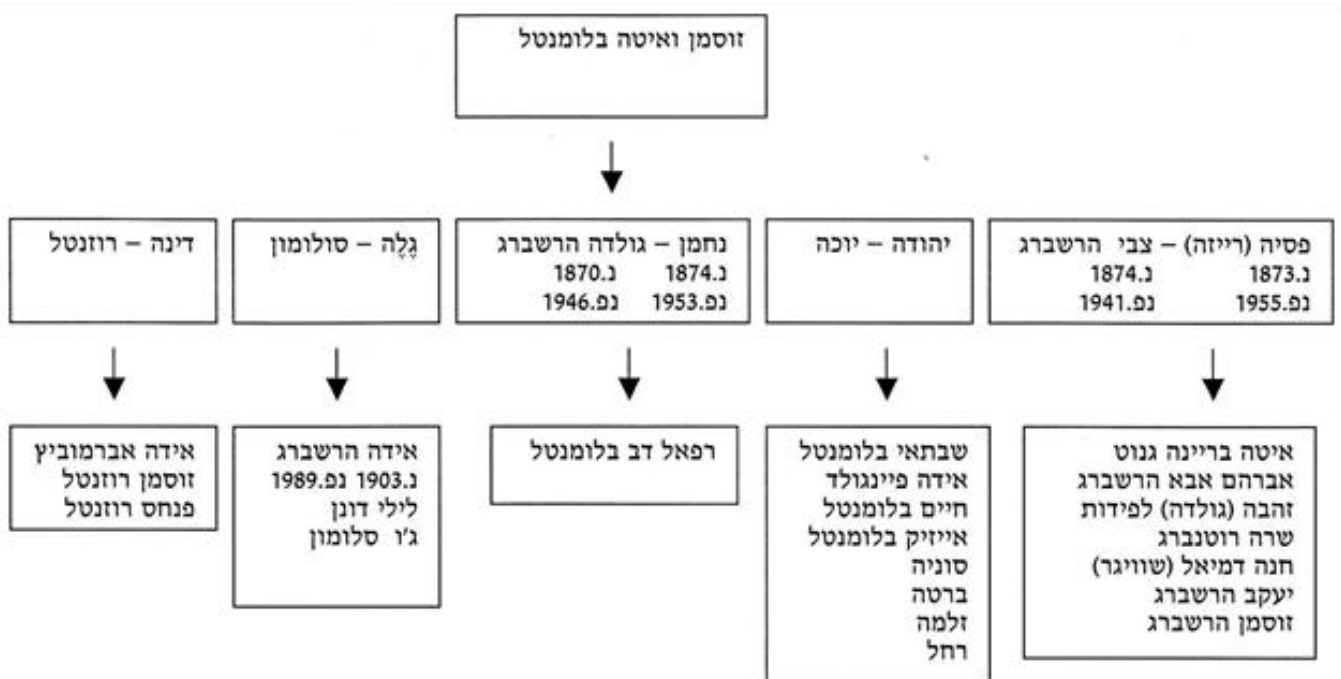 זוסמן ואיטה בלומנטל
פסיה (רייזה) – צבי הרשברג
נ.1873 נ.1874
נפ.1955 נפ.1941
יהודה – יוכה
נחמן – גולדה הרשברג
נ.1874 נ.1870
נפ.1953 נפ.1946
גֶלֶה – סולומון
דינה – רוזנטל
איטה בריינה גנוט
אברהם אבא הרשברג
זהבה (גולדה) לפידות
שרה רוטנברג
חנה דמיאל (שוויגר)
יעקב הרשברג
זוסמן הרשברג
שבתאי בלומנטל
אידה פיינגולד
חיים בלומנטל
אייזיק בלומנטל
סוניה
ברטה
זלמה
רחל
רפאל דב בלומנטל
אידה הרשברג
נ.1903 נפ.1989
לילי דונן
ג'ו סלומון
אידה אברמוביץ
זוסמן רוזנטל
פנחס רוזנטל